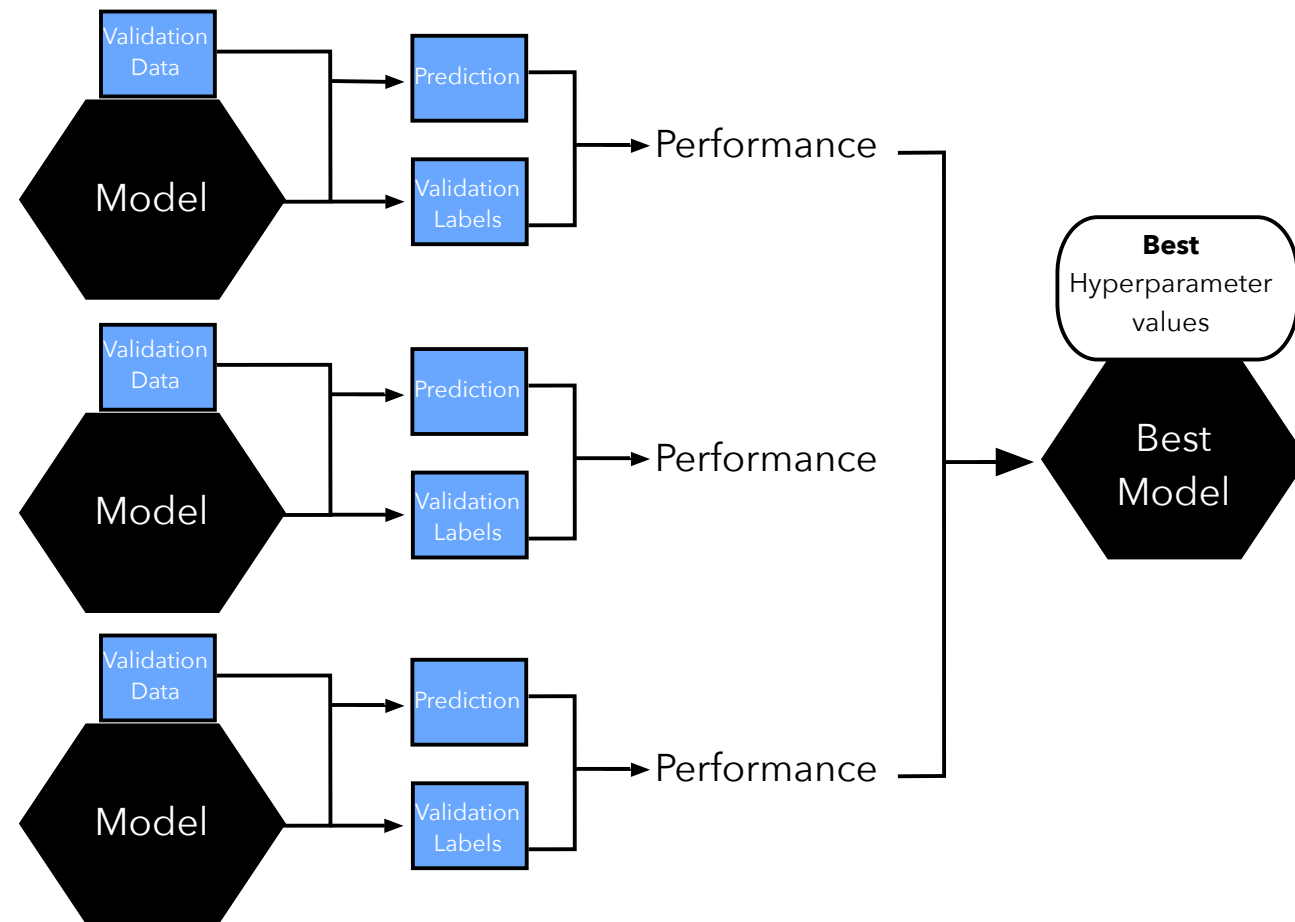 Validation
Data
Model
Prediction
Validation
Labels
Performance
Validation
Data
Model
Prediction
Validation
Labels
Performance
Validation
Data
Model
Prediction
Validation
Labels
Performance
Best
Hyperparameter
values
Best
Model